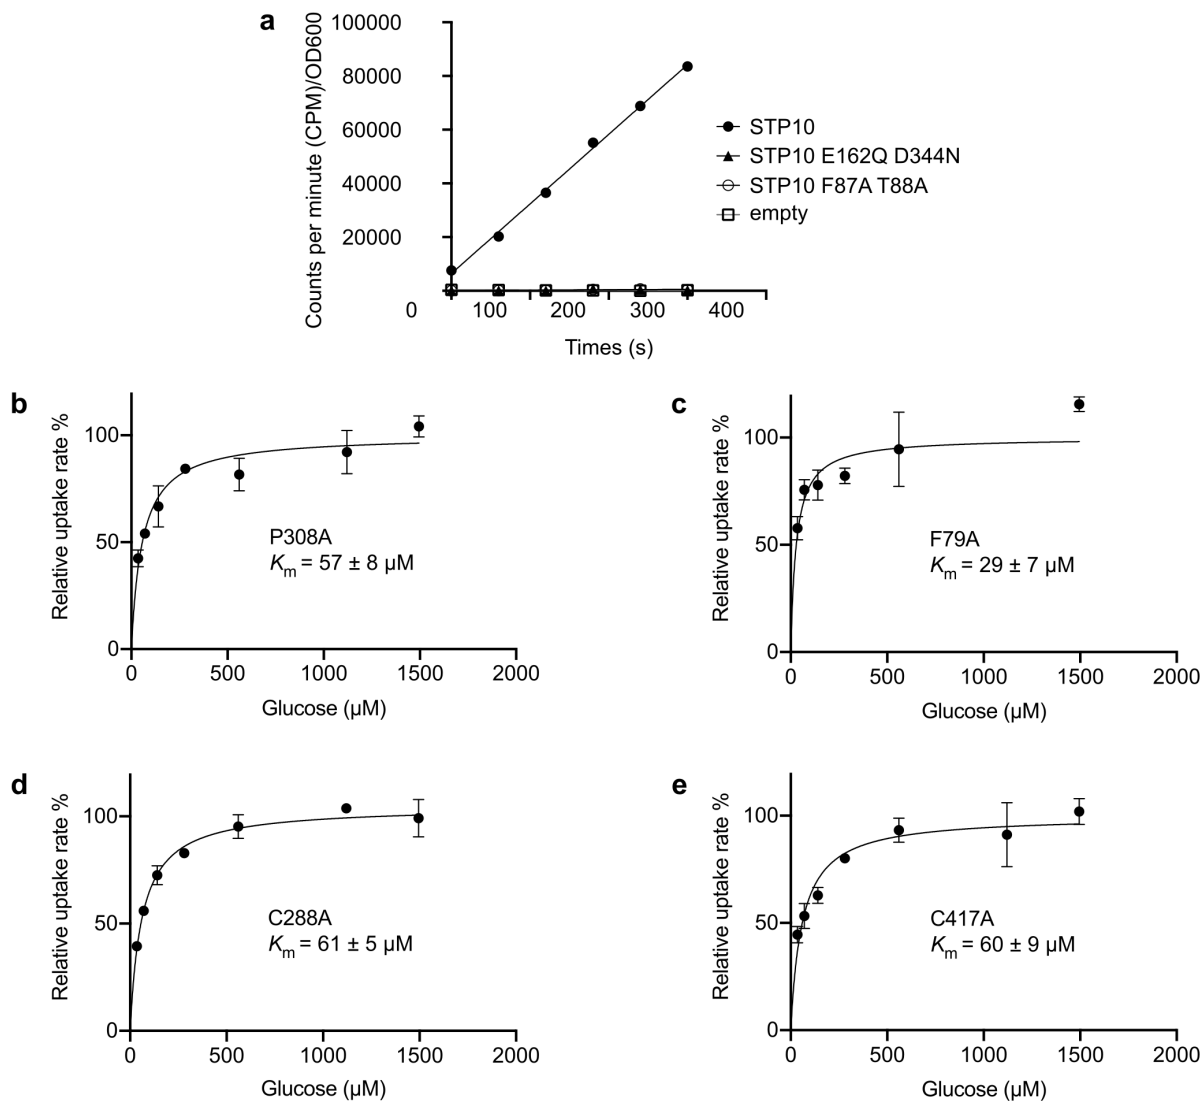 a
Counts per minute (CPM)/OD600
100000
80000
60000
40000
20000
0
100
200
300
400
Times (s)
STP10
STP10 E162Q D344N
STP10 F87A T88A
empty
b
Relative uptake rate %
100
50
0
0
500
1000
1500
2000
Glucose (µM)
P308A
Km = 57 ± 8 µM
c
Relative uptake rate %
100
50
0
0
500
1000
1500
2000
Glucose (µM)
F79A
Km = 29 ± 7 µM
d
Relative uptake rate %
100
50
0
0
500
1000
1500
2000
Glucose (µM)
C288A
Km = 61 ± 5 µM
e
Relative uptake rate %
100
50
0
0
500
1000
1500
2000
Glucose (µM)
C417A
Km = 60 ± 9 µM